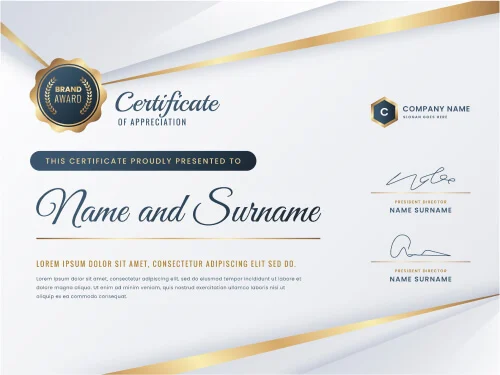 BRAND
AWARD
Certificate
OF APPRECIATION
C
COMPANY NAME
SLOGAN GOES HERE
THIS CERTIFICATE PROUDLY PRESENTED TO
Name and Surname
PRESIDENT DIRECTOR
NAME SURNAME
PRESIDENT DIRECTOR
NAME SURNAME
LOREM IPSUM DOLOR SIT AMET, CONSECTETUR ADIPISCING ELIT SED DO.
Lorem ipsum dolor sit amet, consectetur adipiscing elit, sed do eiusmod tempor incididunt ut labore et
dolore magna aliqua. Ut enim ad minim veniam, quis nostrud exercitation ullamco laboris nisi ut
aliquip ex ea commodo consequat.